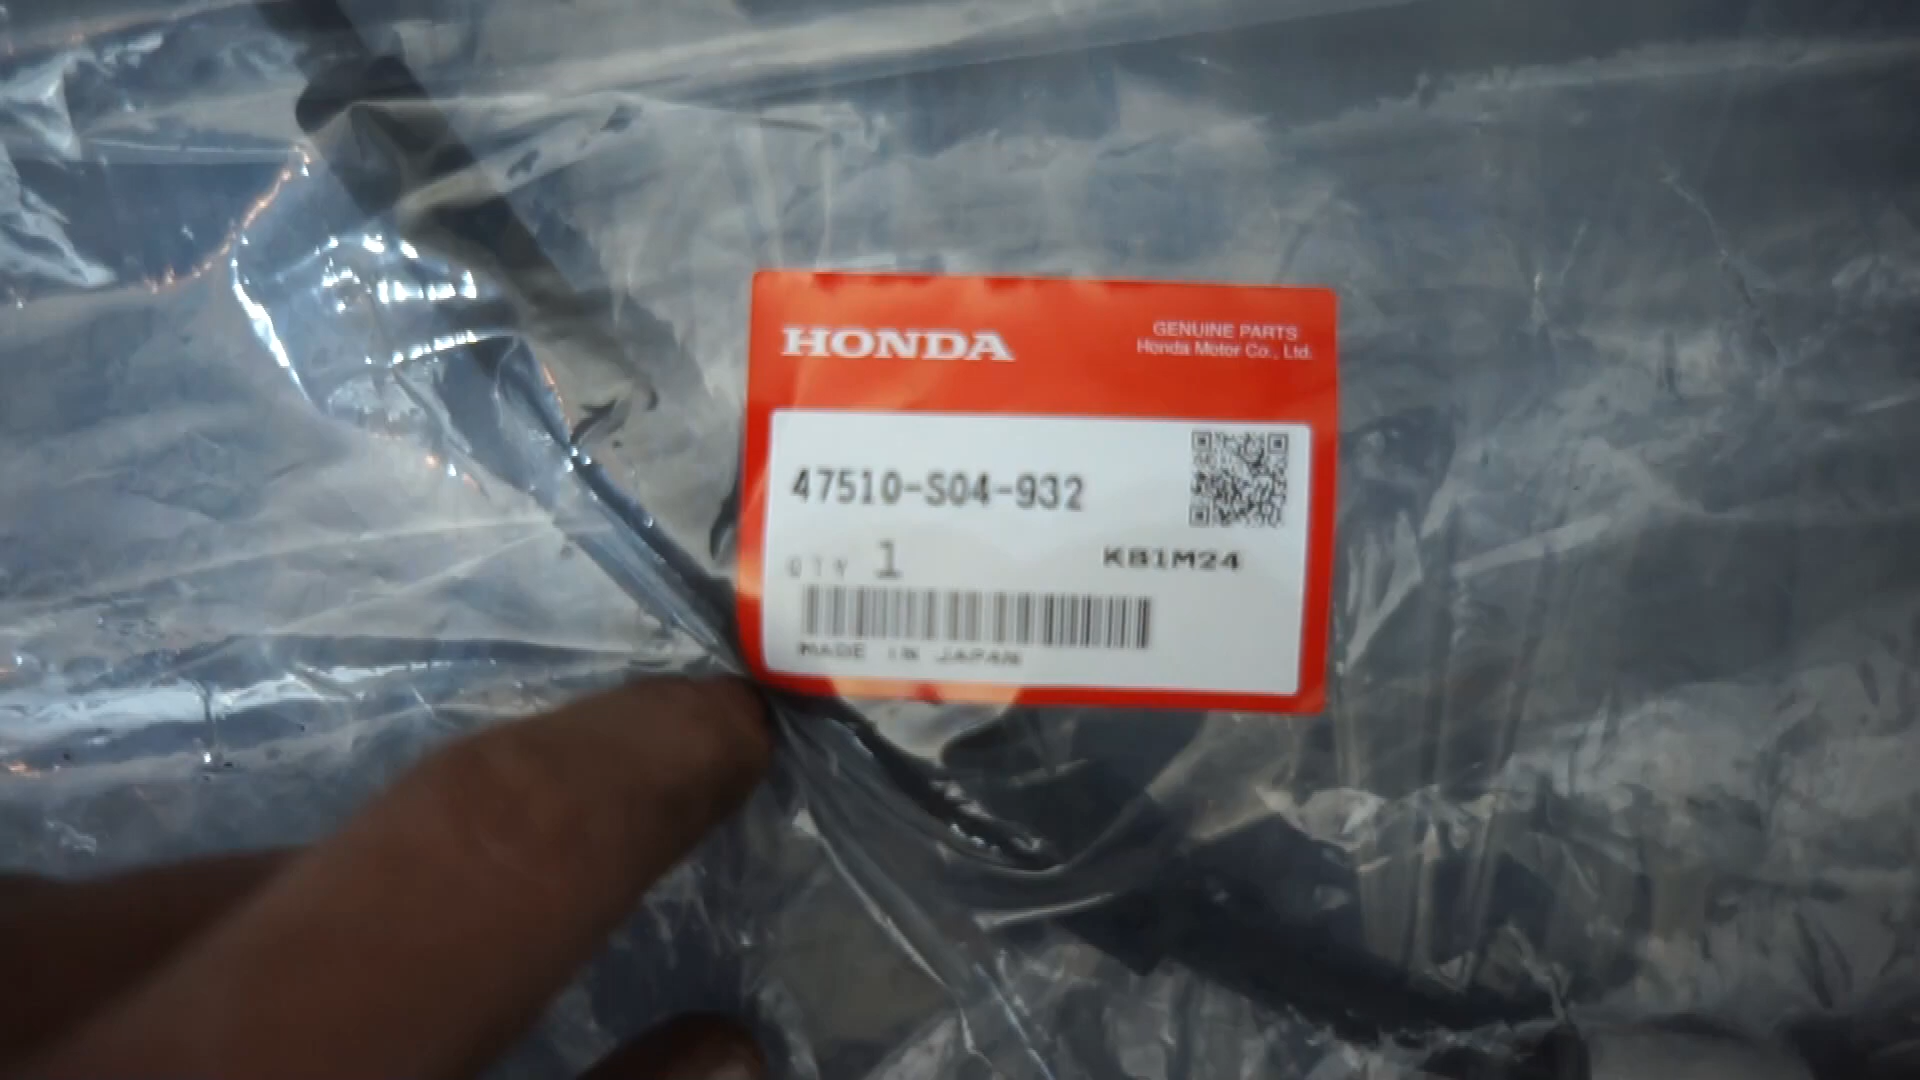 HONDA
GENUINE PARTS
Honda Motor Co., Ltd.
47510-S04-932
QTY 1
KB1M24
MADE IN JAPAN